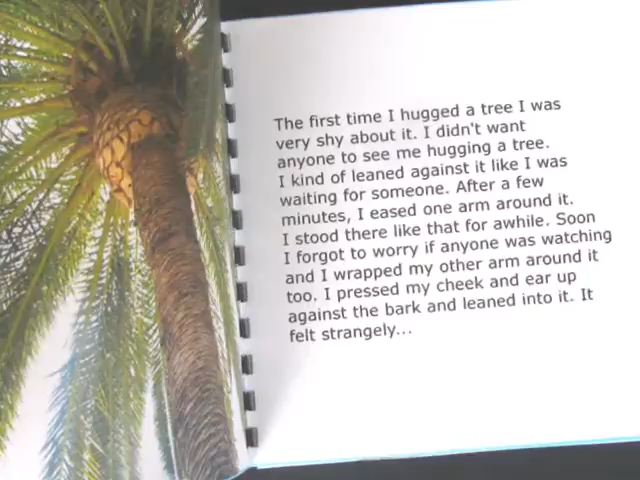 The first time I hugged a tree I was
very shy about it. I didn't want
anyone to see me hugging a tree.
I kind of leaned against it like I was
waiting for someone. After a few
minutes, I eased one arm around it.
I stood there like that for awhile. Soon
I forgot to worry if anyone was watching
and I wrapped my other arm around it
too. I pressed my cheek and ear up
against the bark and leaned into it. It
felt strangely...